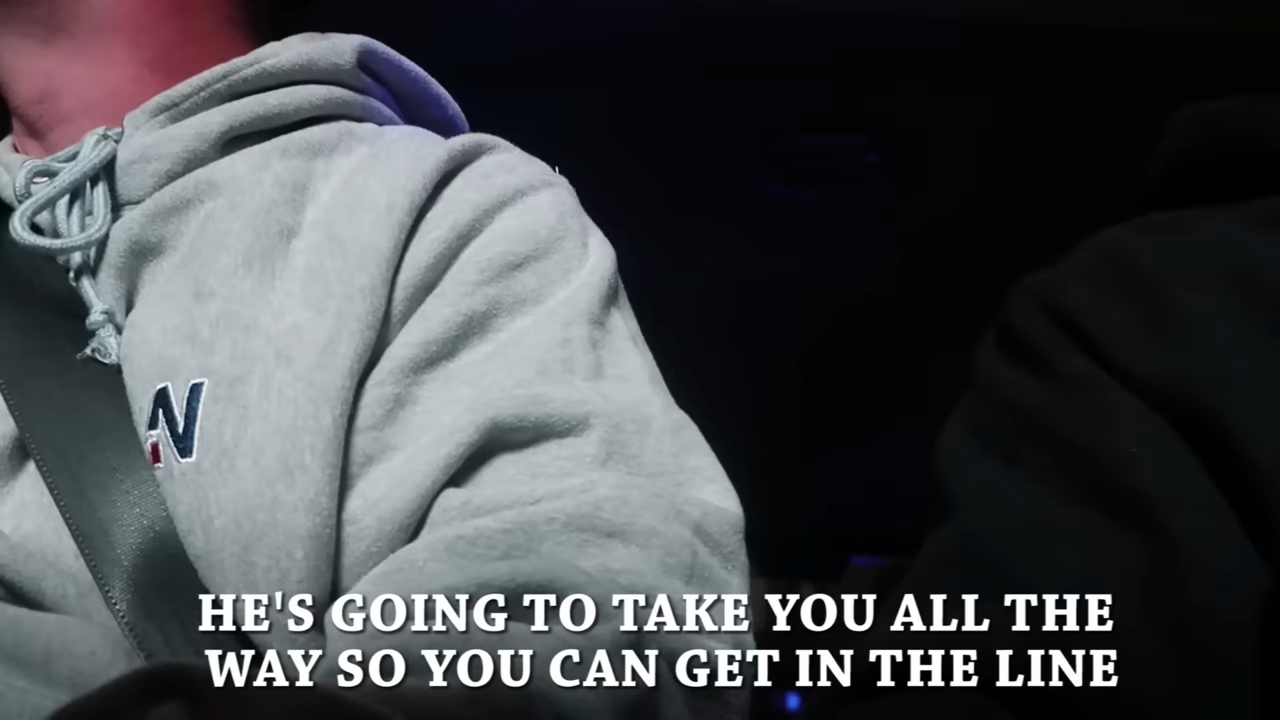 N
HE'S GOING TO TAKE YOU ALL THE
WAY SO YOU CAN GET IN THE LINE